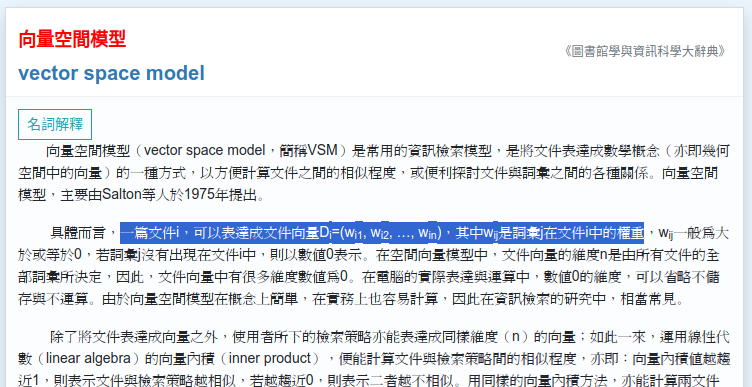 向量空間模型
《圖書館學與資訊科學大辭典》
vector space model
名詞解釋
向量空間模型（vector space model，簡稱VSM）是常用的資訊檢索模型，是將文件表達成數學概念（亦即幾何
空間中的向量）的一種方式，以方便計算文件之間的相似程度，或便利探討文件與詞彙之間的各種關係。向量空間
模型，主要由Salton等人於1975年提出。
具體而言，一篇文件i，可以表達成文件向量Di=(wi1, wi2, …, win)，其中wij是詞彙j在文件i中的權重，wij一般為大
於或等於0，若詞彙j沒有出現在文件i中，則以數值0表示。在空間向量模型中，文件向量的維度n是由所有文件的全
部詞彙所決定，因此，文件向量中有很多維度數值為0。在電腦的實際表達與運算中，數值0的維度，可以省略不儲
存與不運算。由於向量空間模型在概念上簡單，在實務上也容易計算，因此在資訊檢索的研究中，相當常見。
除了將文件表達成向量之外，使用者所下的檢索策略亦能表達成同樣維度（n）的向量；如此一來，運用線性代
數（linear algebra）的向量內積（inner product），便能計算文件與檢索策略間的相似程度，亦即：向量內積值越趨
近1，則表示文件與檢索策略越相似，若越趨近0，則表示二者越不相似。用同樣的向量內積方法，亦能計算兩文件